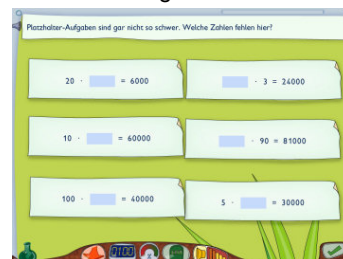 Platzhalter-Aufgaben sind gar nicht so schwer. Welche Zahlen fehlen hier?
20 · = 6000
· 3 = 24000
10 · = 60000
· 90 = 81000
100 · = 40000
5 · = 30000